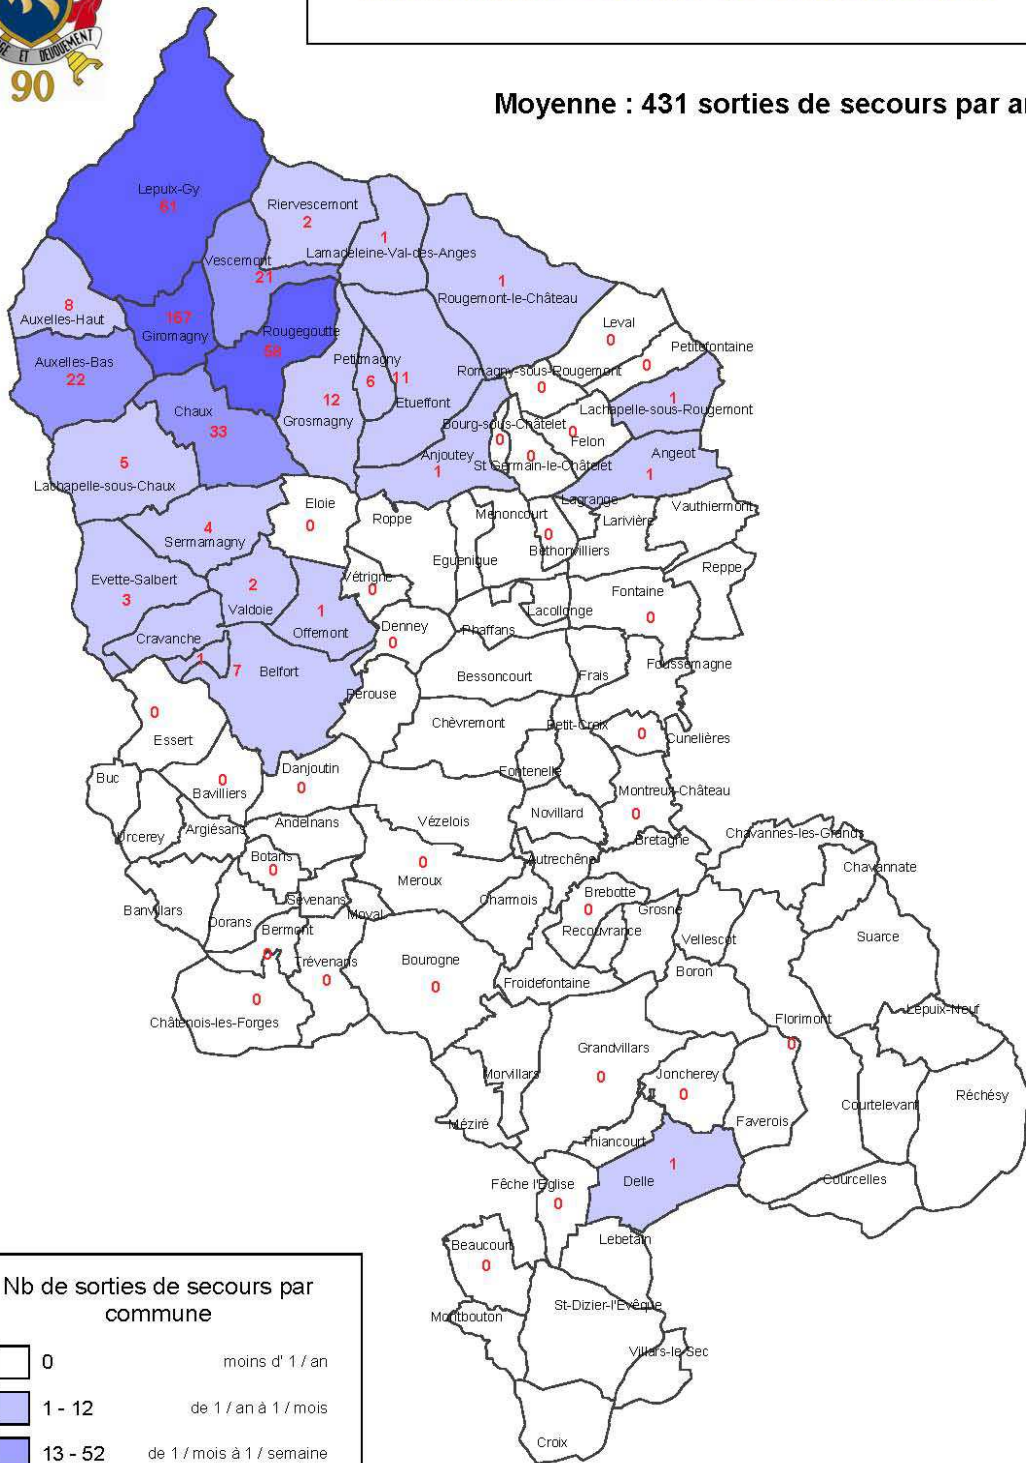 GE ET DEVOUEMENT
90
Moyenne : 431 sorties de secours par an
Lepuix-Gy
61
Riervescemont
2
1
Lamadeleine-Val-des-Anges
Vescemont
21
1
Rougemont-le-Château
8
Auxelles-Haut
167
Giromagny
Rougegoutte
58
Leval
0
Petitefontaine
0
Auxelles-Bas
22
Petitmagny
6
11
Etueffont
Romagny-sous-Rougemont
0
1
Lachapelle-sous-Rougemont
Chaux
33
12
Grosmagny
Bourg-sous-Châtelet
0
0
Felon
5
Lachapelle-sous-Chaux
Anjoutey
1
0
St Germain-le-Châtelet
Angeot
1
Eloie
0
Roppe
Menoncourt
Lagrange
Larivière
Vauthiermont
4
Sermamagny
0
Bethonvilliers
Eguenigue
Reppe
Evette-Salbert
3
2
Valdoie
1
Offemont
Vétrigne
0
Lacollonge
Fontaine
0
Cravanche
1
7
Belfort
Denney
0
Phaffans
Bessoncourt
Frais
Foussemagne
Pérouse
0
Essert
Chèvremont
Petit-Croix
0
Cunelières
Buc
0
Bavilliers
Danjoutin
0
Fontenelle
Montreux-Château
0
Urcerey
Argiésans
Andelnans
Vézelois
Novillard
Bretagne
Chavannes-les-Grands
Botans
0
0
Meroux
Autrechêne
Chavannate
Banvillars
Dorans
Sévenans
Moval
Charmois
Brebotte
0
Grosne
Recouvrance
Vellescot
Suarce
Bermont
0
Trévenans
0
Bourogne
0
Froidefontaine
Boron
0
Châtenois-les-Forges
Lepuix-Neuf
Florimont
0
Grandvillars
0
Joncherey
0
Morvillars
Méziré
Faverois
Courtelevant
Réchésy
Thiancourt
Fêche l'Eglise
0
1
Delle
Courcelles
Beaucourt
0
Lebetain
Montbouton
St-Dizier-l'Evêque
Villars-le-Sec
Croix
Nb de sorties de secours par
commune
0 moins d' 1 / an
1 - 12 de 1 / an à 1 / mois
13 - 52 de 1 / mois à 1 / semaine